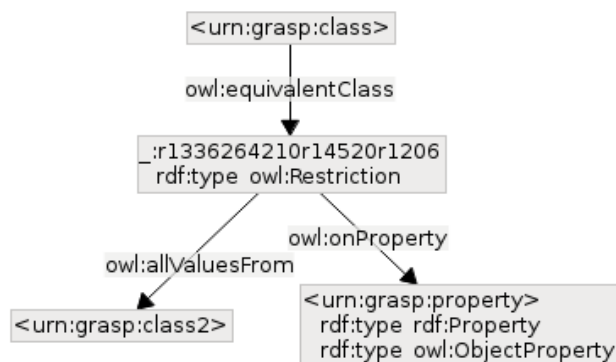 <urn:grasp:class>
owl:equivalentClass
_:r1336264210r14520r1206
rdf:type owl:Restriction
owl:onProperty
owl:allValuesFrom
<urn:grasp:class2>
<urn:grasp:property>
rdf:type rdf:Property
rdf:type owl:ObjectProperty